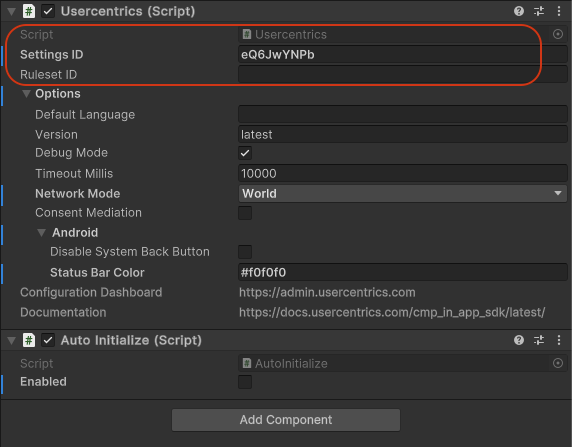 # Usercentrics (Script)
Script # Usercentrics
Settings ID eQ6JwYNPb
Ruleset ID
Options
Default Language
Version latest
Debug Mode
Timeout Millis 10000
Network Mode World
Consent Mediation
Android
Disable System Back Button
Status Bar Color #f0f0f0
Configuration Dashboard https://admin.usercentrics.com
Documentation https://docs.usercentrics.com/cmp_in_app_sdk/latest/
# Auto Initialize (Script)
Script # AutoInitialize
Enabled
Add Component